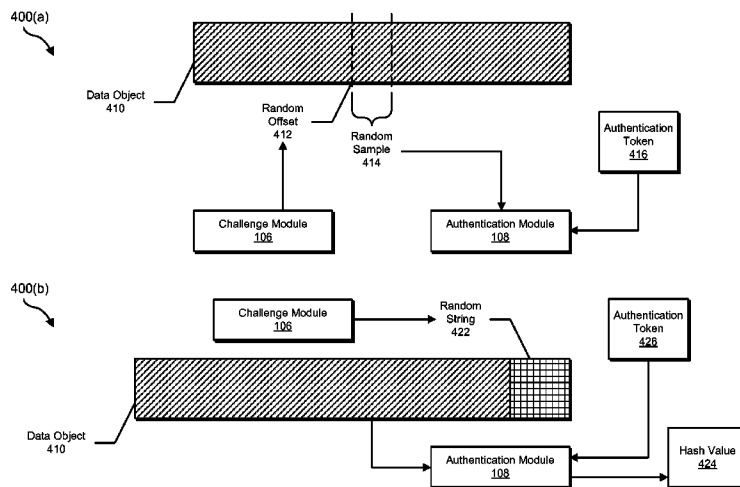 400(a)
Data Object
410
Random
Offset
412
Random
Sample
414
Authentication
Token
416
Challenge Module
106
Authentication Module
108
400(b)
Challenge Module
106
Random
String
422
Authentication
Token
426
Data Object
410
Authentication Module
108
Hash Value
424